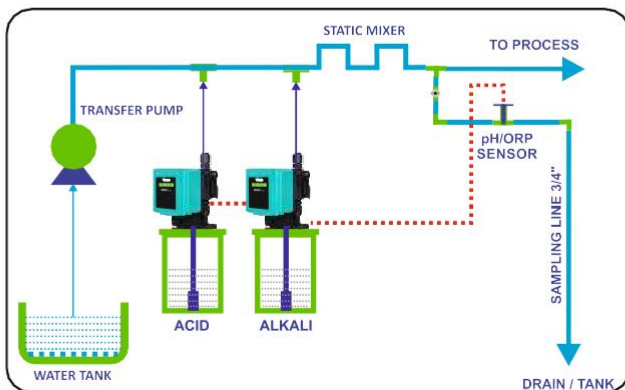 STATIC MIXER
TO PROCESS
TRANSFER PUMP
pH/ORP
SENSOR
SAMPLING LINE 3/4"
ACID
ALKALI
WATER TANK
DRAIN / TANK